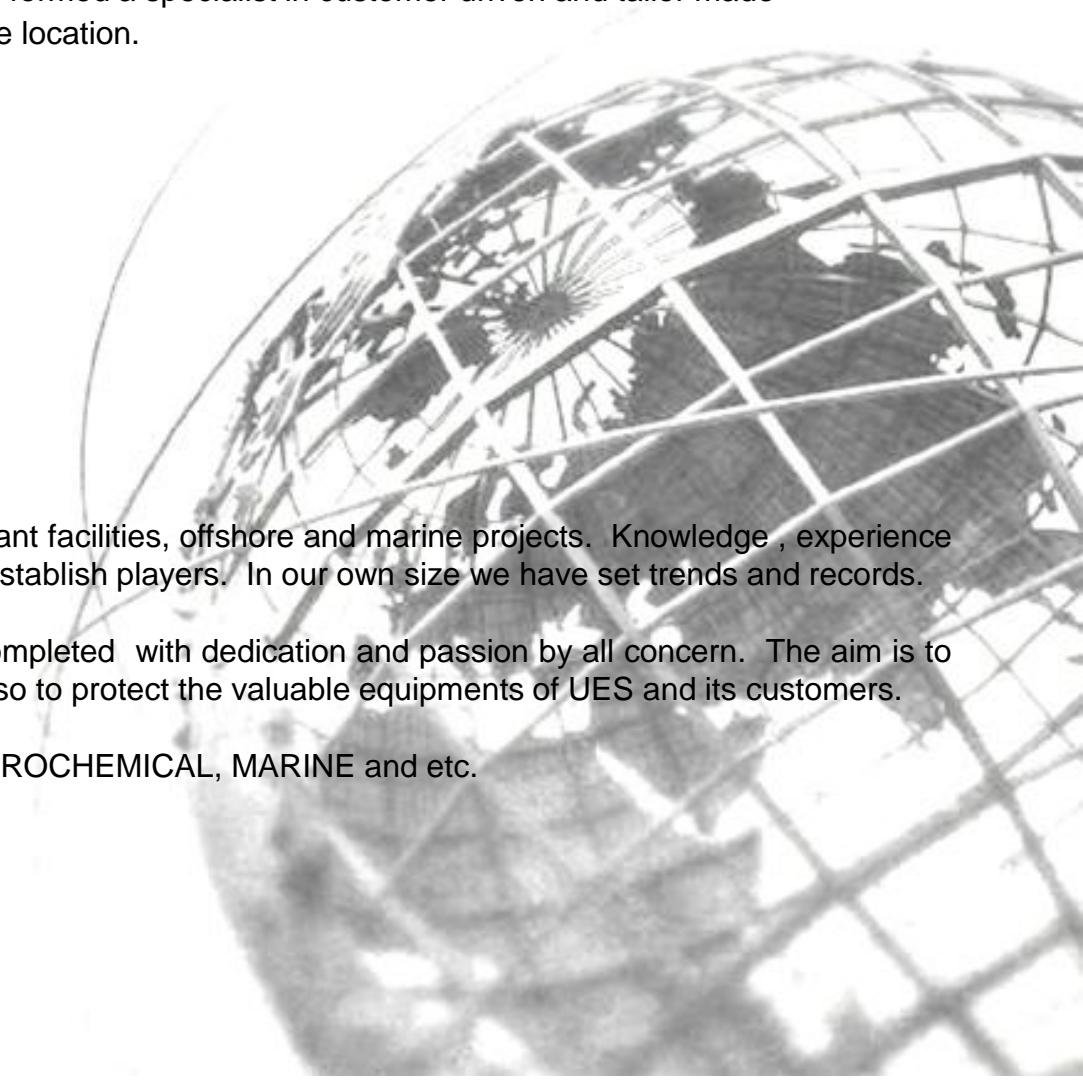 e location.
ant facilities, offshore and marine projects.  Knowledge , experience
stablish players.  In our own size we have set trends and records.
ompleted  with dedication and passion by all concern.  The aim is to
so to protect the valuable equipments of UES and its customers.
ROCHEMICAL, MARINE and etc.